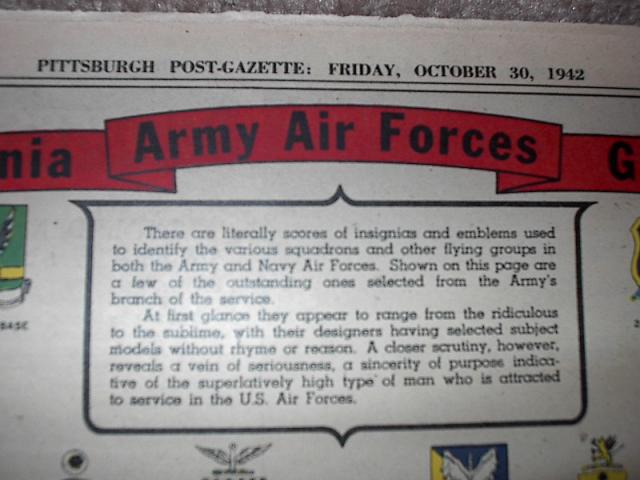 PITTSBURGH POST-GAZETTE: FRIDAY, OCTOBER 30, 1942
nia Army Air Forces G
There are literally scores of insignias and emblems used
to identify the various squadrons and other flying groups in
both the Army and Navy Air Forces. Shown on this page are
a few of the outstanding ones selected from the Army's
branch of the service.
At first glance they appear to range from the ridiculous
to the sublime, with their designers having selected subject
models without rhyme or reason. A closer scrutiny, however,
reveals a vein of seriousness, a sincerity of purpose indica-
tive of the superlatively high type of man who is attracted
to service in the U.S. Air Forces.
BASE
2